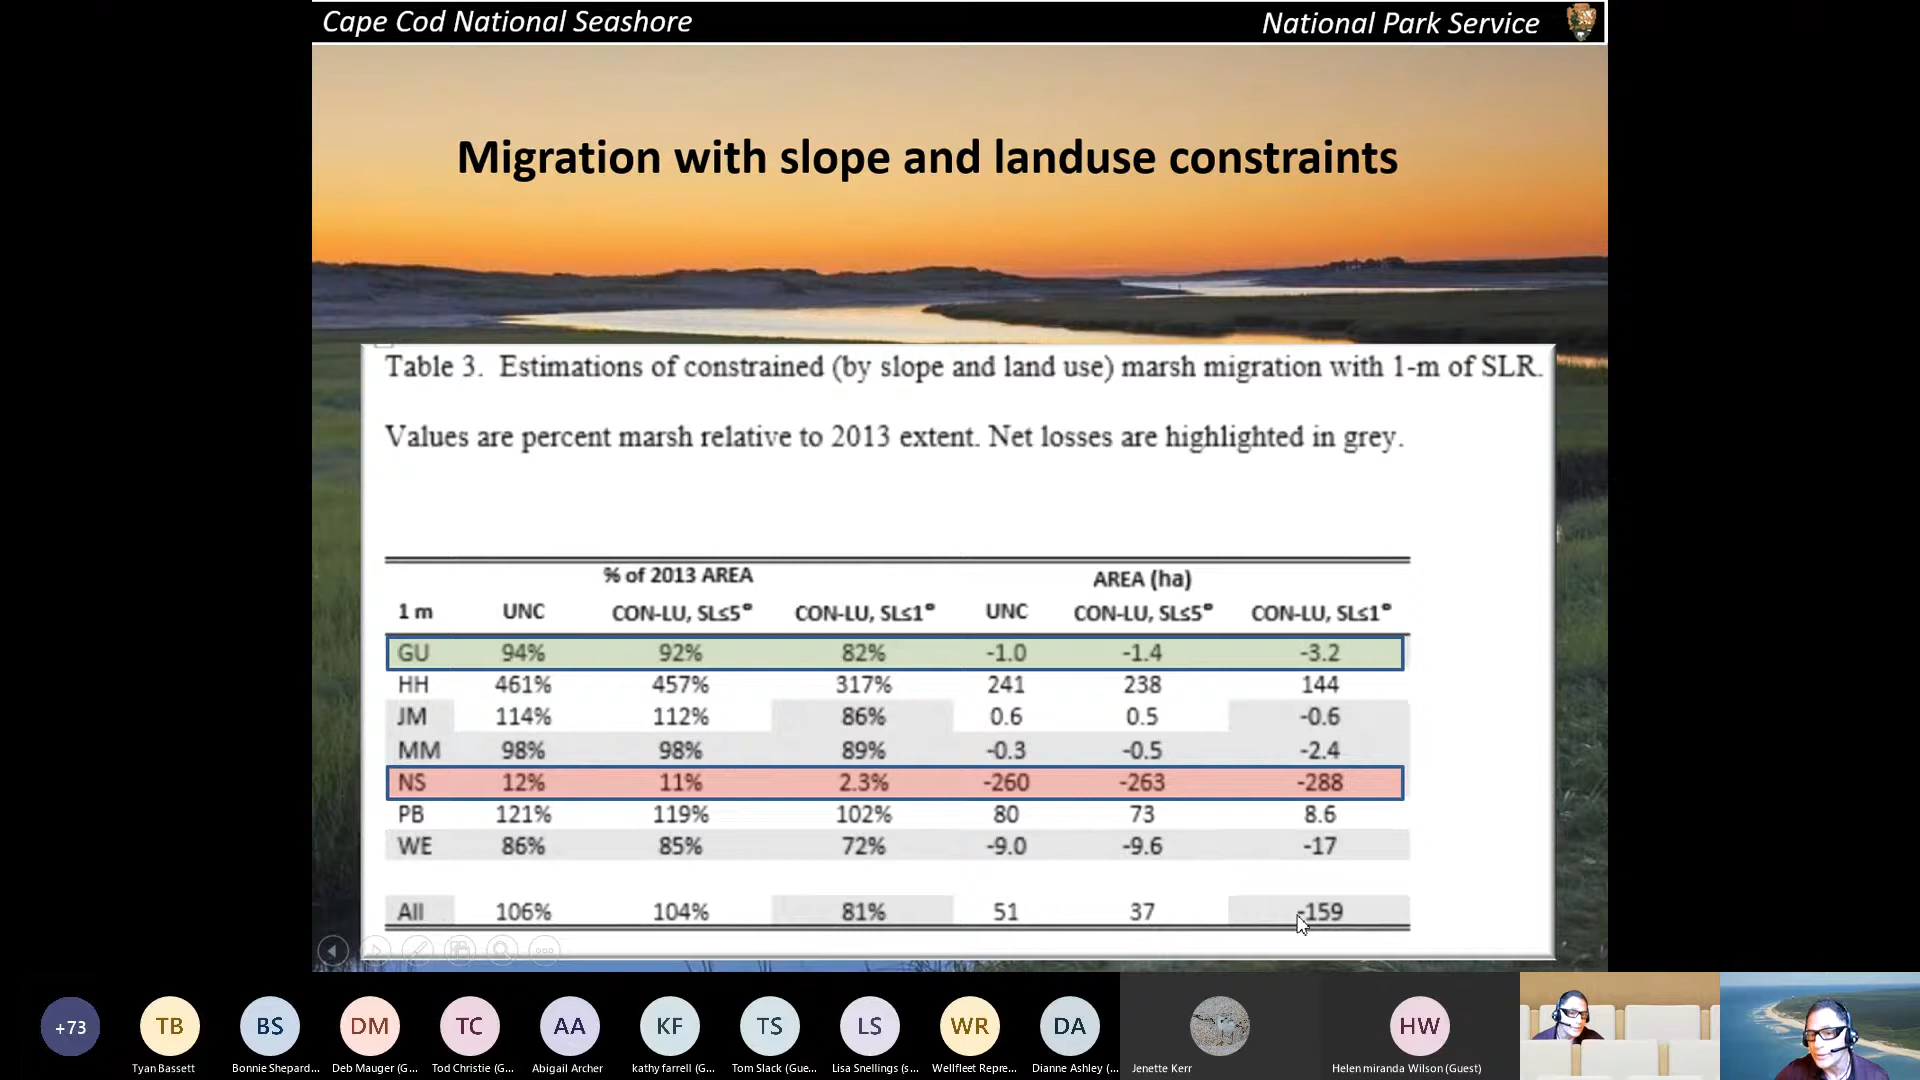 Cape Cod National Seashore
National Park Service
Migration with slope and landuse constraints
Table 3. Estimations of constrained (by slope and land use) marsh migration with 1-m of SLR.
Values are percent marsh relative to 2013 extent. Net losses are highlighted in grey.
% of 2013 AREA AREA (ha)
1 m UNC CON-LU, SL≤5° CON-LU, SL≤1° UNC CON-LU, SL≤5° CON-LU, SL≤1°
GU 94% 92% 82% -1.0 -1.4 -3.2
HH 461% 457% 317% 241 238 144
JM 114% 112% 86% 0.6 0.5 -0.6
MM 98% 98% 89% -0.3 -0.5 -2.4
NS 12% 11% 2.3% -260 -263 -288
PB 121% 119% 102% 80 73 8.6
WE 86% 85% 72% -9.0 -9.6 -17
All 106% 104% 81% 51 37 -159
+73 TB BS DM TC AA KF TS LS WR DA HW
Tyan Bassett Bonnie Shepard... Deb Mauger (G... Tod Christie (G... Abigail Archer kathy farrell (G... Tom Slack (Gue... Lisa Snellings (s... Wellfleet Repre... Dianne Ashley (... Jenette Kerr Helen miranda Wilson (Guest)